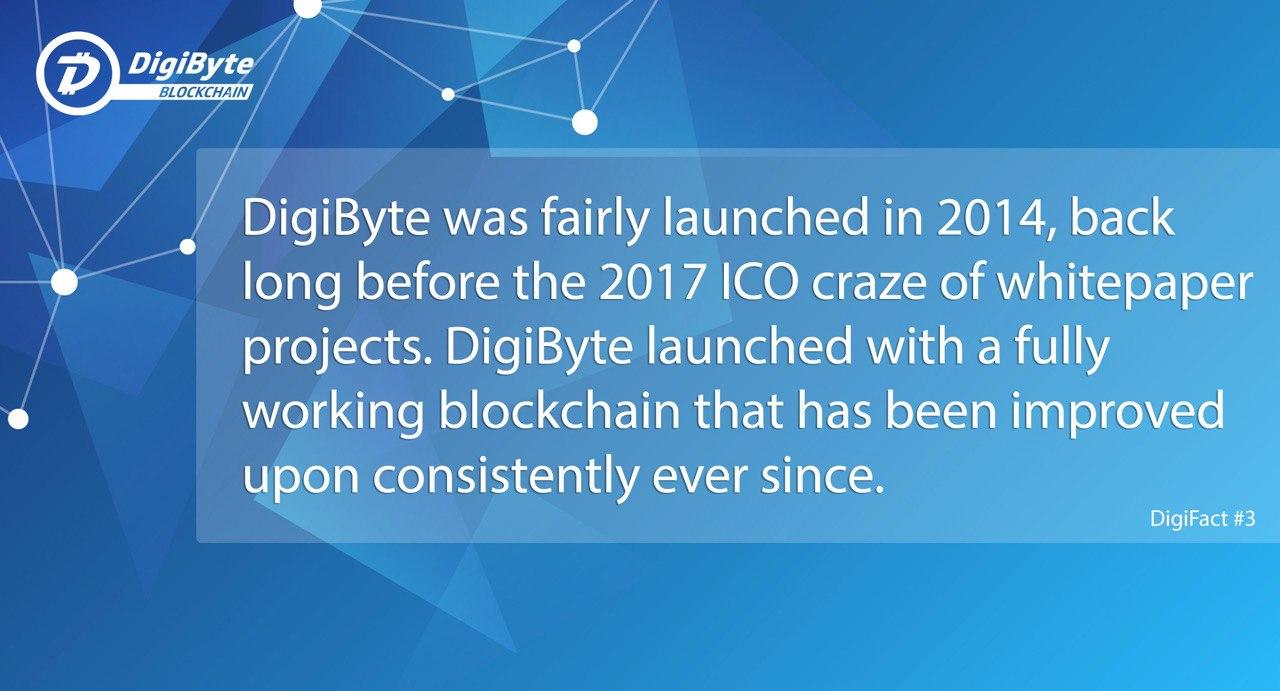 DigiByte
BLOCKCHAIN
DigiByte was fairly launched in 2014, back
long before the 2017 ICO craze of whitepaper
projects. DigiByte launched with a fully
working blockchain that has been improved
upon consistently ever since.
DigiFact #3